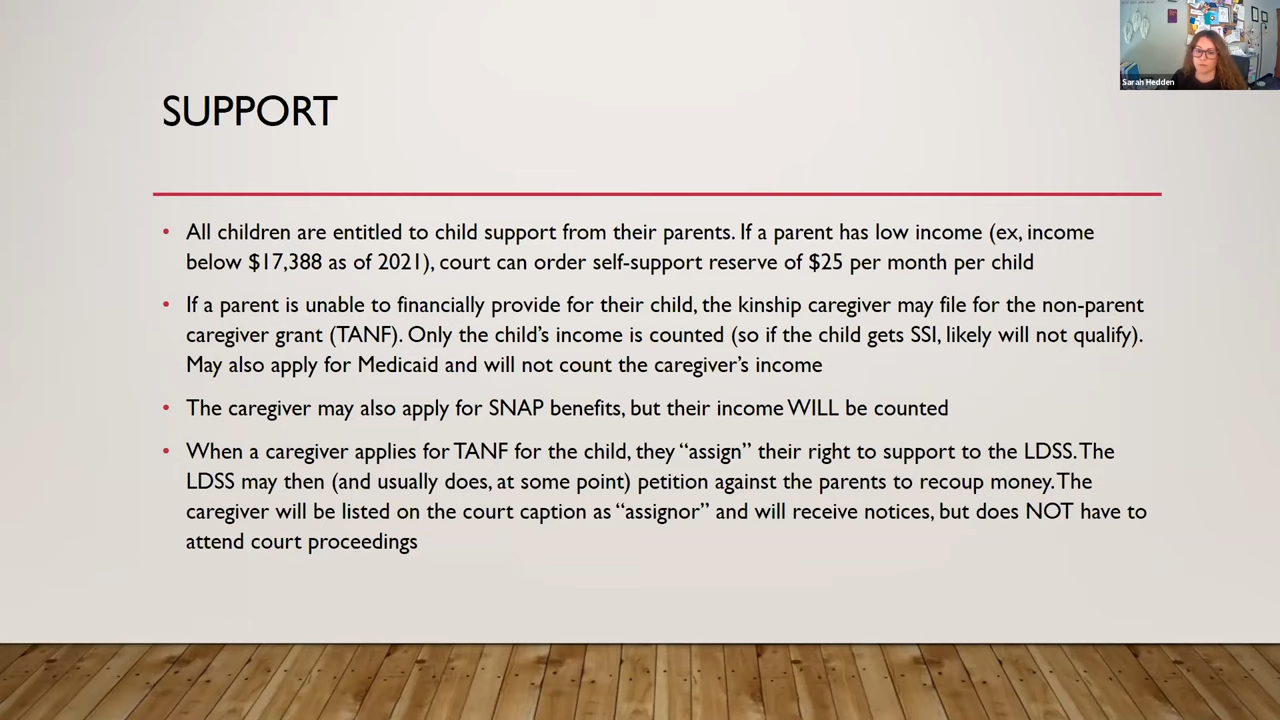 Sarah Hedden
SUPPORT
• All children are entitled to child support from their parents. If a parent has low income (ex, income
below $17,388 as of 2021), court can order self-support reserve of $25 per month per child
• If a parent is unable to financially provide for their child, the kinship caregiver may file for the non-parent
caregiver grant (TANF). Only the child’s income is counted (so if the child gets SSI, likely will not qualify).
May also apply for Medicaid and will not count the caregiver’s income
• The caregiver may also apply for SNAP benefits, but their income WILL be counted
• When a caregiver applies for TANF for the child, they “assign” their right to support to the LDSS. The
LDSS may then (and usually does, at some point) petition against the parents to recoup money. The
caregiver will be listed on the court caption as “assignor” and will receive notices, but does NOT have to
attend court proceedings